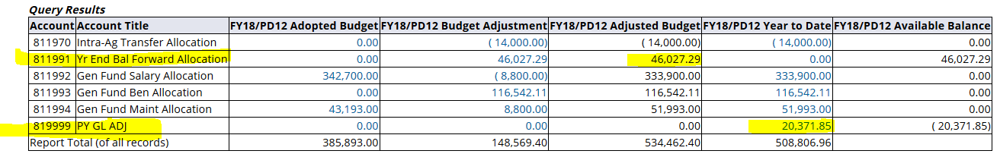 Query Results
Account Account Title FY18/PD12 Adopted Budget FY18/PD12 Budget Adjustment FY18/PD12 Adjusted Budget FY18/PD12 Year to Date FY18/PD12 Available Balance
811970 Intra-Ag Transfer Allocation 0.00 ( 14,000.00) ( 14,000.00) ( 14,000.00) 0.00
811991 Yr End Bal Forward Allocation 0.00 46,027.29 46,027.29 0.00 46,027.29
811992 Gen Fund Salary Allocation 342,700.00 ( 8,800.00) 333,900.00 333,900.00 0.00
811993 Gen Fund Ben Allocation 0.00 116,542.11 116,542.11 116,542.11 0.00
811994 Gen Fund Maint Allocation 43,193.00 8,800.00 51,993.00 51,993.00 0.00
819999 PY GL ADJ 0.00 0.00 0.00 20,371.85 ( 20,371.85)
Report Total (of all records) 385,893.00 148,569.40 534,462.40 508,806.96